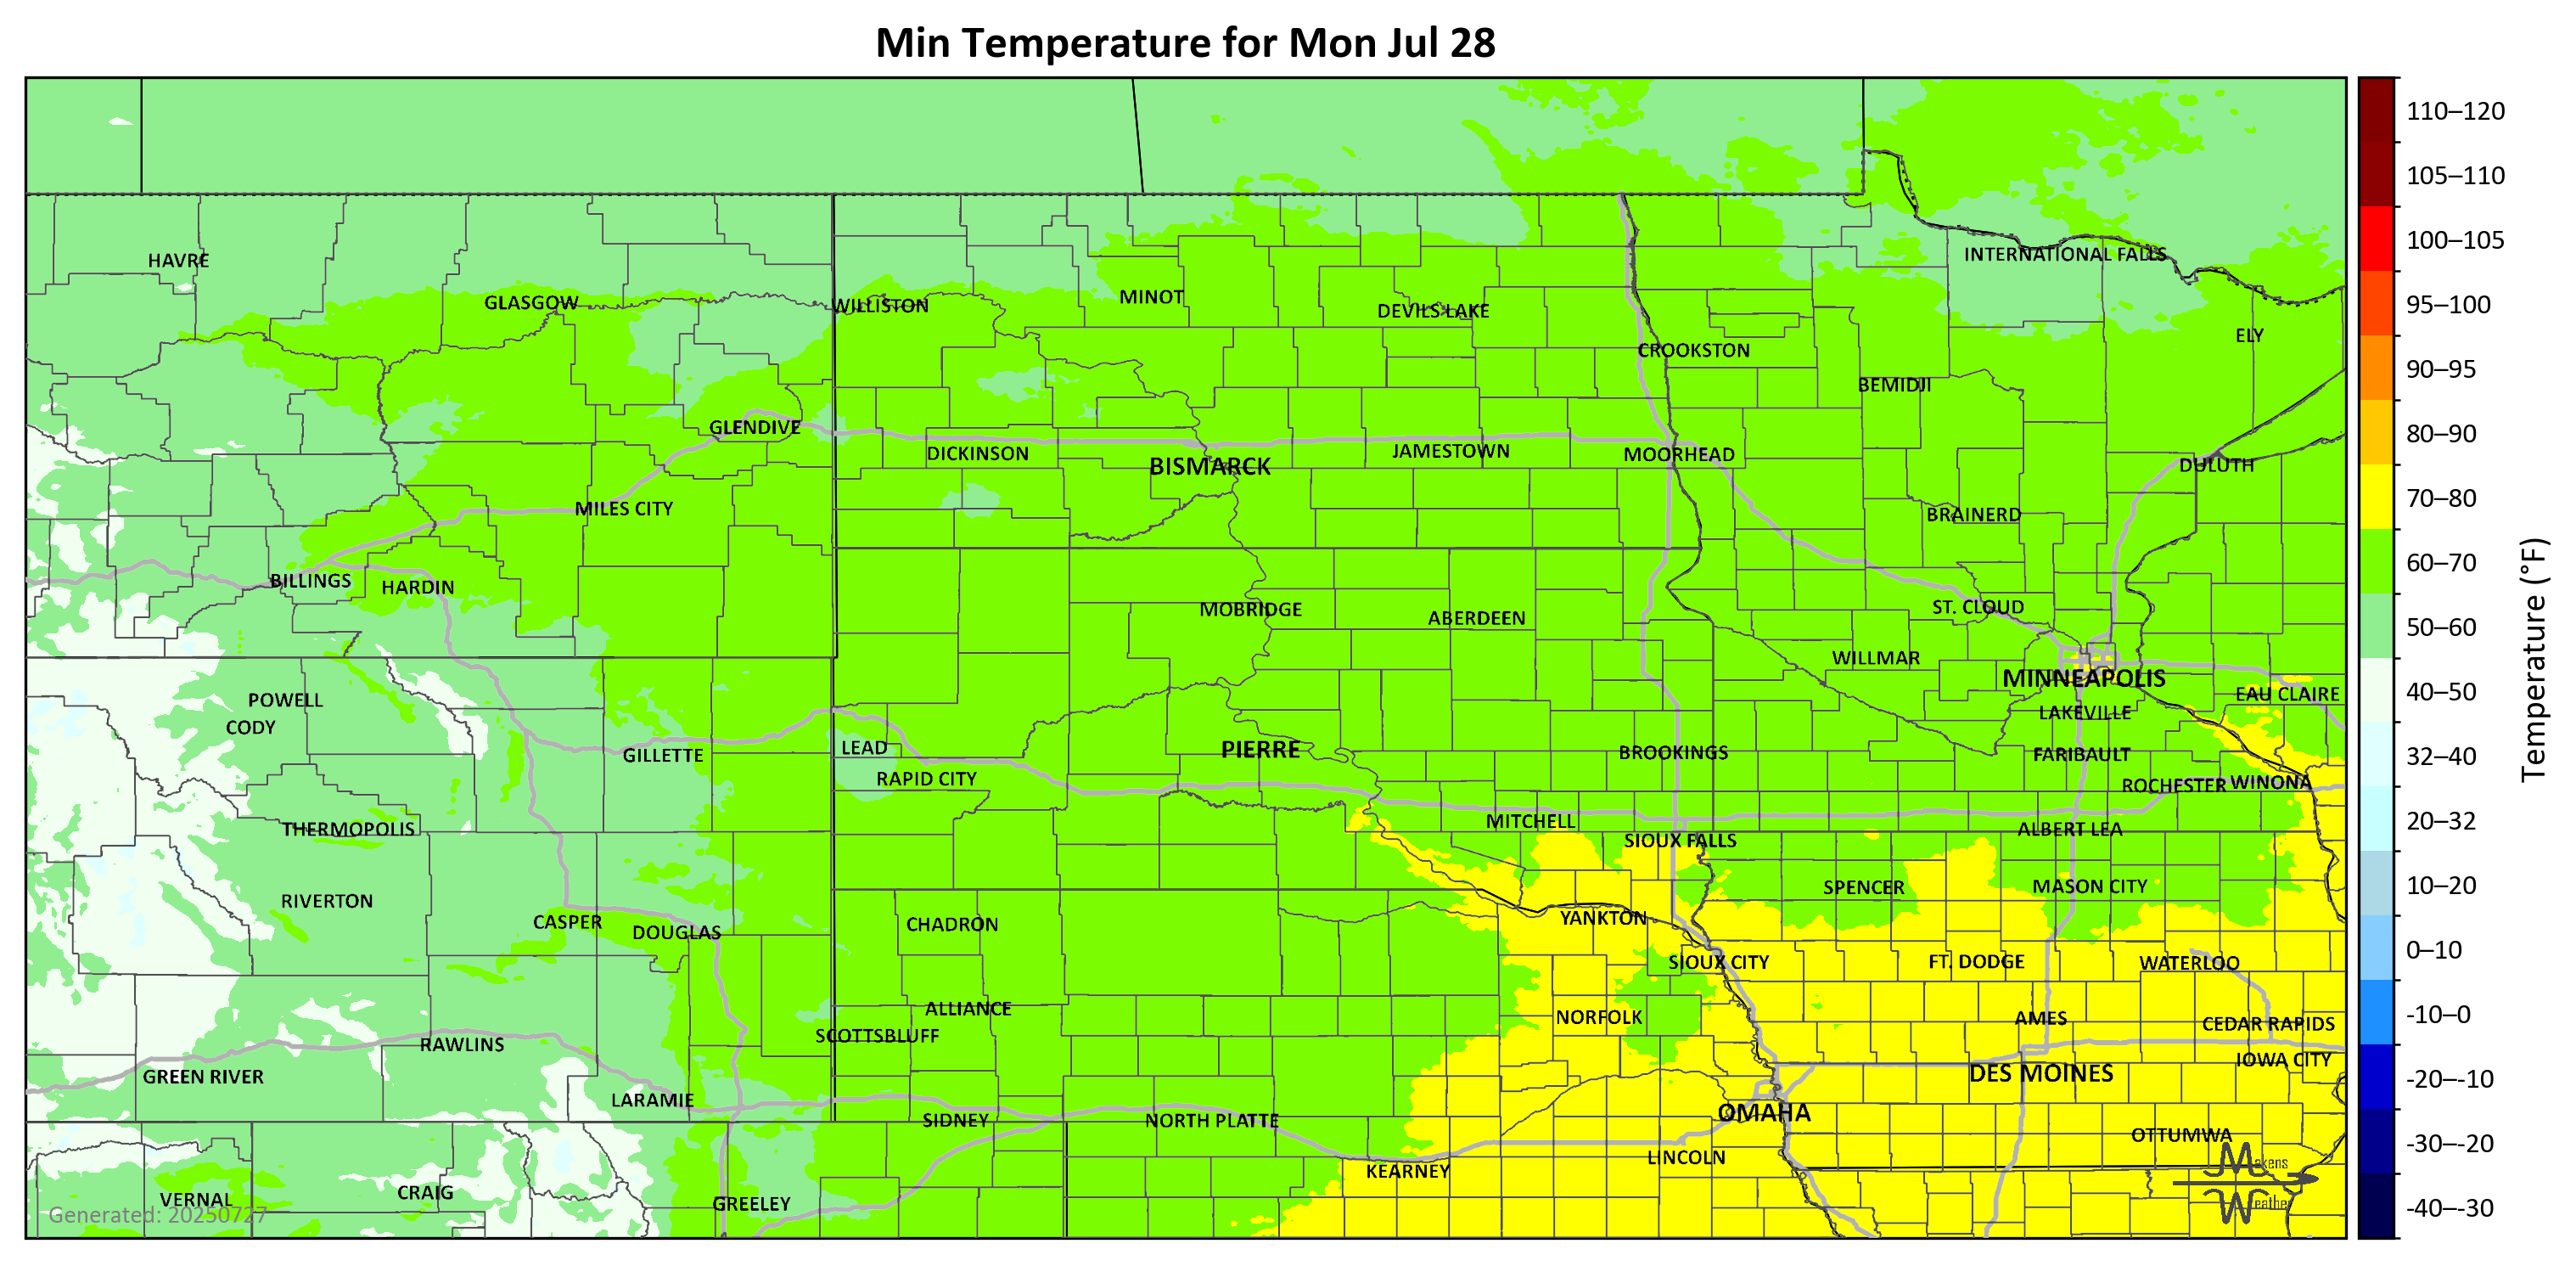 Min Temperature for Mon Jul 28
HAVRE
GLASGOW
WILLISTON
MINOT
DEVILS LAKE
INTERNATIONAL FALLS
ELY
CROOKSTON
BEMIDJI
GLENDIVE
DICKINSON
BISMARCK
JAMESTOWN
MOORHEAD
DULUTH
MILES CITY
BRAINERD
BILLINGS
HARDIN
MOBRIDGE
ABERDEEN
ST. CLOUD
WILLMAR
MINNEAPOLIS
EAU CLAIRE
POWELL
CODY
LAKEVILLE
GILLETTE
LEAD
PIERRE
BROOKINGS
FARIBAULT
RAPID CITY
ROCHESTER
WINONA
THERMOPOLIS
MITCHELL
SIOUX FALLS
ALBERT LEA
RIVERTON
SPENCER
MASON CITY
CASPER
DOUGLAS
CHADRON
YANKTON
SIOUX CITY
FT. DODGE
WATERLOO
ALLIANCE
NORFOLK
AMES
CEDAR RAPIDS
SCOTTSBLUFF
RAWLINS
IOWA CITY
GREEN RIVER
DES MOINES
LARAMIE
SIDNEY
NORTH PLATTE
OMAHA
OTTUMWA
KEARNEY
LINCOLN
VERNAL
CRAIG
GREELEY
Generated: 20250727
Makens
Weather
110–120
105–110
100–105
95–100
90–95
80–90
70–80
60–70
50–60
40–50
32–40
20–32
10–20
0–10
-10–0
-20–-10
-30–-20
-40–-30
Temperature (°F)